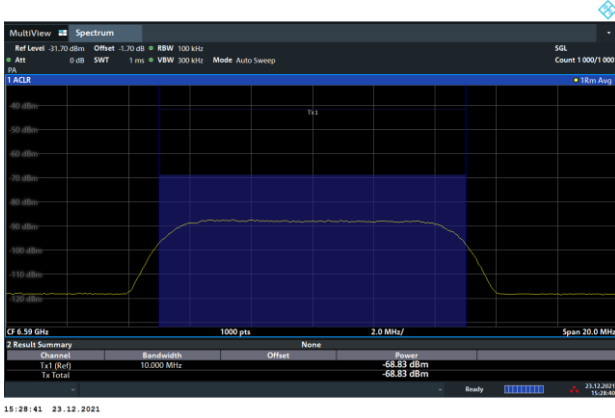 MultiView Spectrum
Ref Level -31.70 dBm Offset -1.70 dB RBW 100 kHz SGL
Att 0 dB SWT 1 ms VBW 300 kHz Mode Auto Sweep Count 1 000/1 000
PA
1 ACLR 1Rm Avg
Tx1
-40 dBm
-50 dBm
-60 dBm
-70 dBm
-80 dBm
-90 dBm
-100 dBm
-110 dBm
-120 dBm
CF 6.59 GHz 1000 pts 2.0 MHz/ Span 20.0 MHz
2 Result Summary None
Channel Bandwidth Offset Power
Tx1 (Ref) 10.000 MHz -68.83 dBm
Tx Total -68.83 dBm
Ready 23.12.2021
15:28:40
15:28:41 23.12.2021